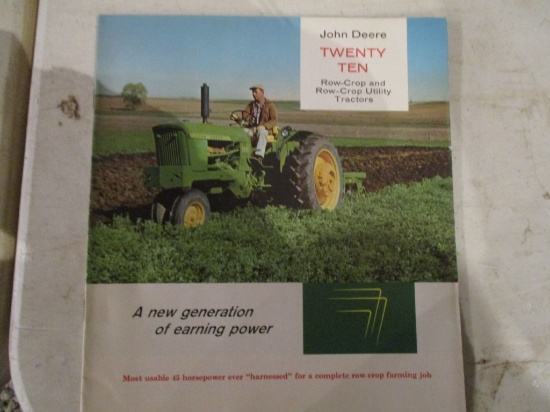 John Deere
TWENTY
TEN
Row-Crop and
Row-Crop Utility
Tractors
A new generation
of earning power
Most usable 45 horsepower ever "harnessed" for a complete row-crop farming job